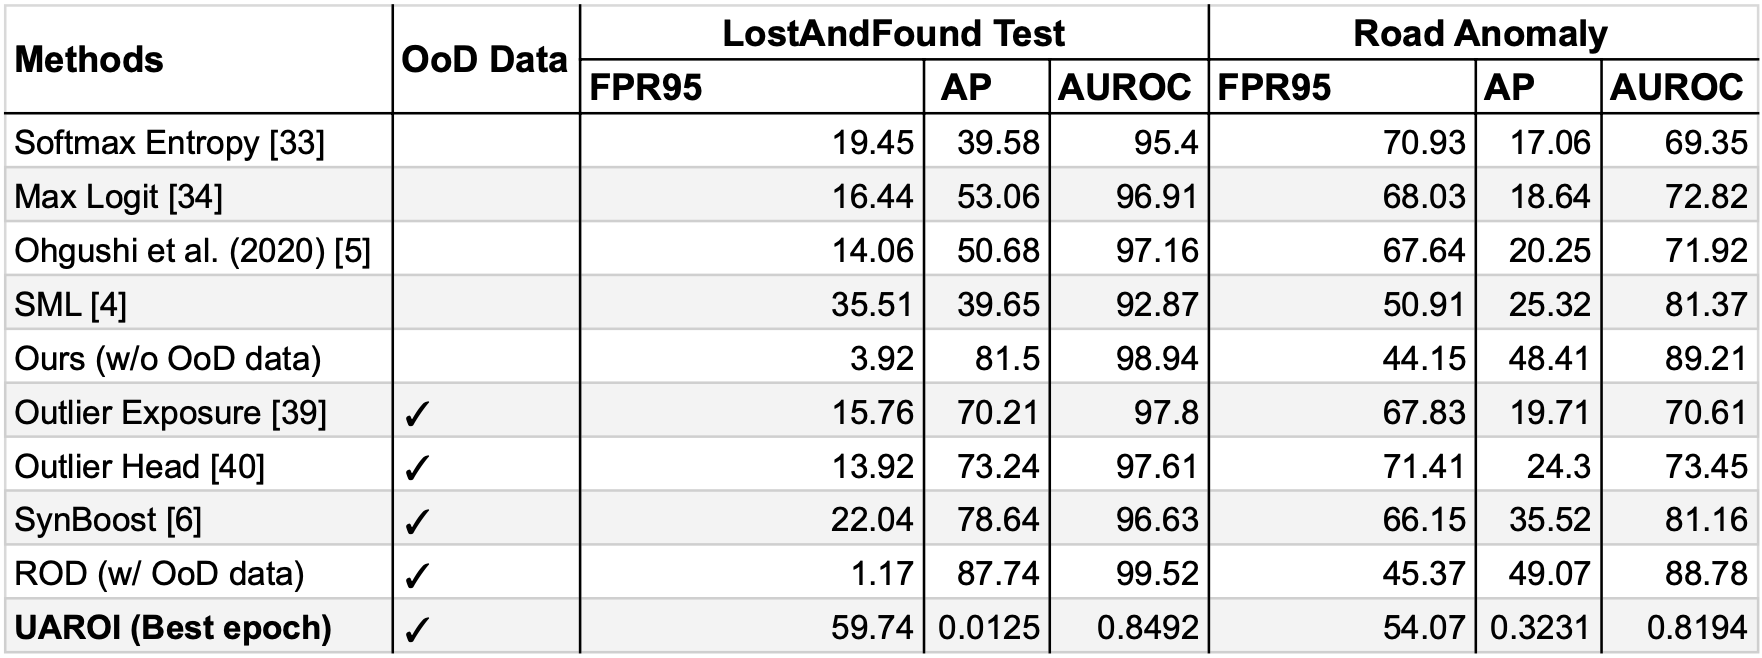 Methods OoD Data LostAndFound Test Road Anomaly
FPR95 AP AUROC FPR95 AP AUROC
Softmax Entropy [33] 19.45 39.58 95.4 70.93 17.06 69.35
Max Logit [34] 16.44 53.06 96.91 68.03 18.64 72.82
Ohgushi et al. (2020) [5] 14.06 50.68 97.16 67.64 20.25 71.92
SML [4] 35.51 39.65 92.87 50.91 25.32 81.37
Ours (w/o OoD data) 3.92 81.5 98.94 44.15 48.41 89.21
Outlier Exposure [39] ✓ 15.76 70.21 97.8 67.83 19.71 70.61
Outlier Head [40] ✓ 13.92 73.24 97.61 71.41 24.3 73.45
SynBoost [6] ✓ 22.04 78.64 96.63 66.15 35.52 81.16
ROD (w/ OoD data) ✓ 1.17 87.74 99.52 45.37 49.07 88.78
UAROI (Best epoch) ✓ 59.74 0.0125 0.8492 54.07 0.3231 0.8194